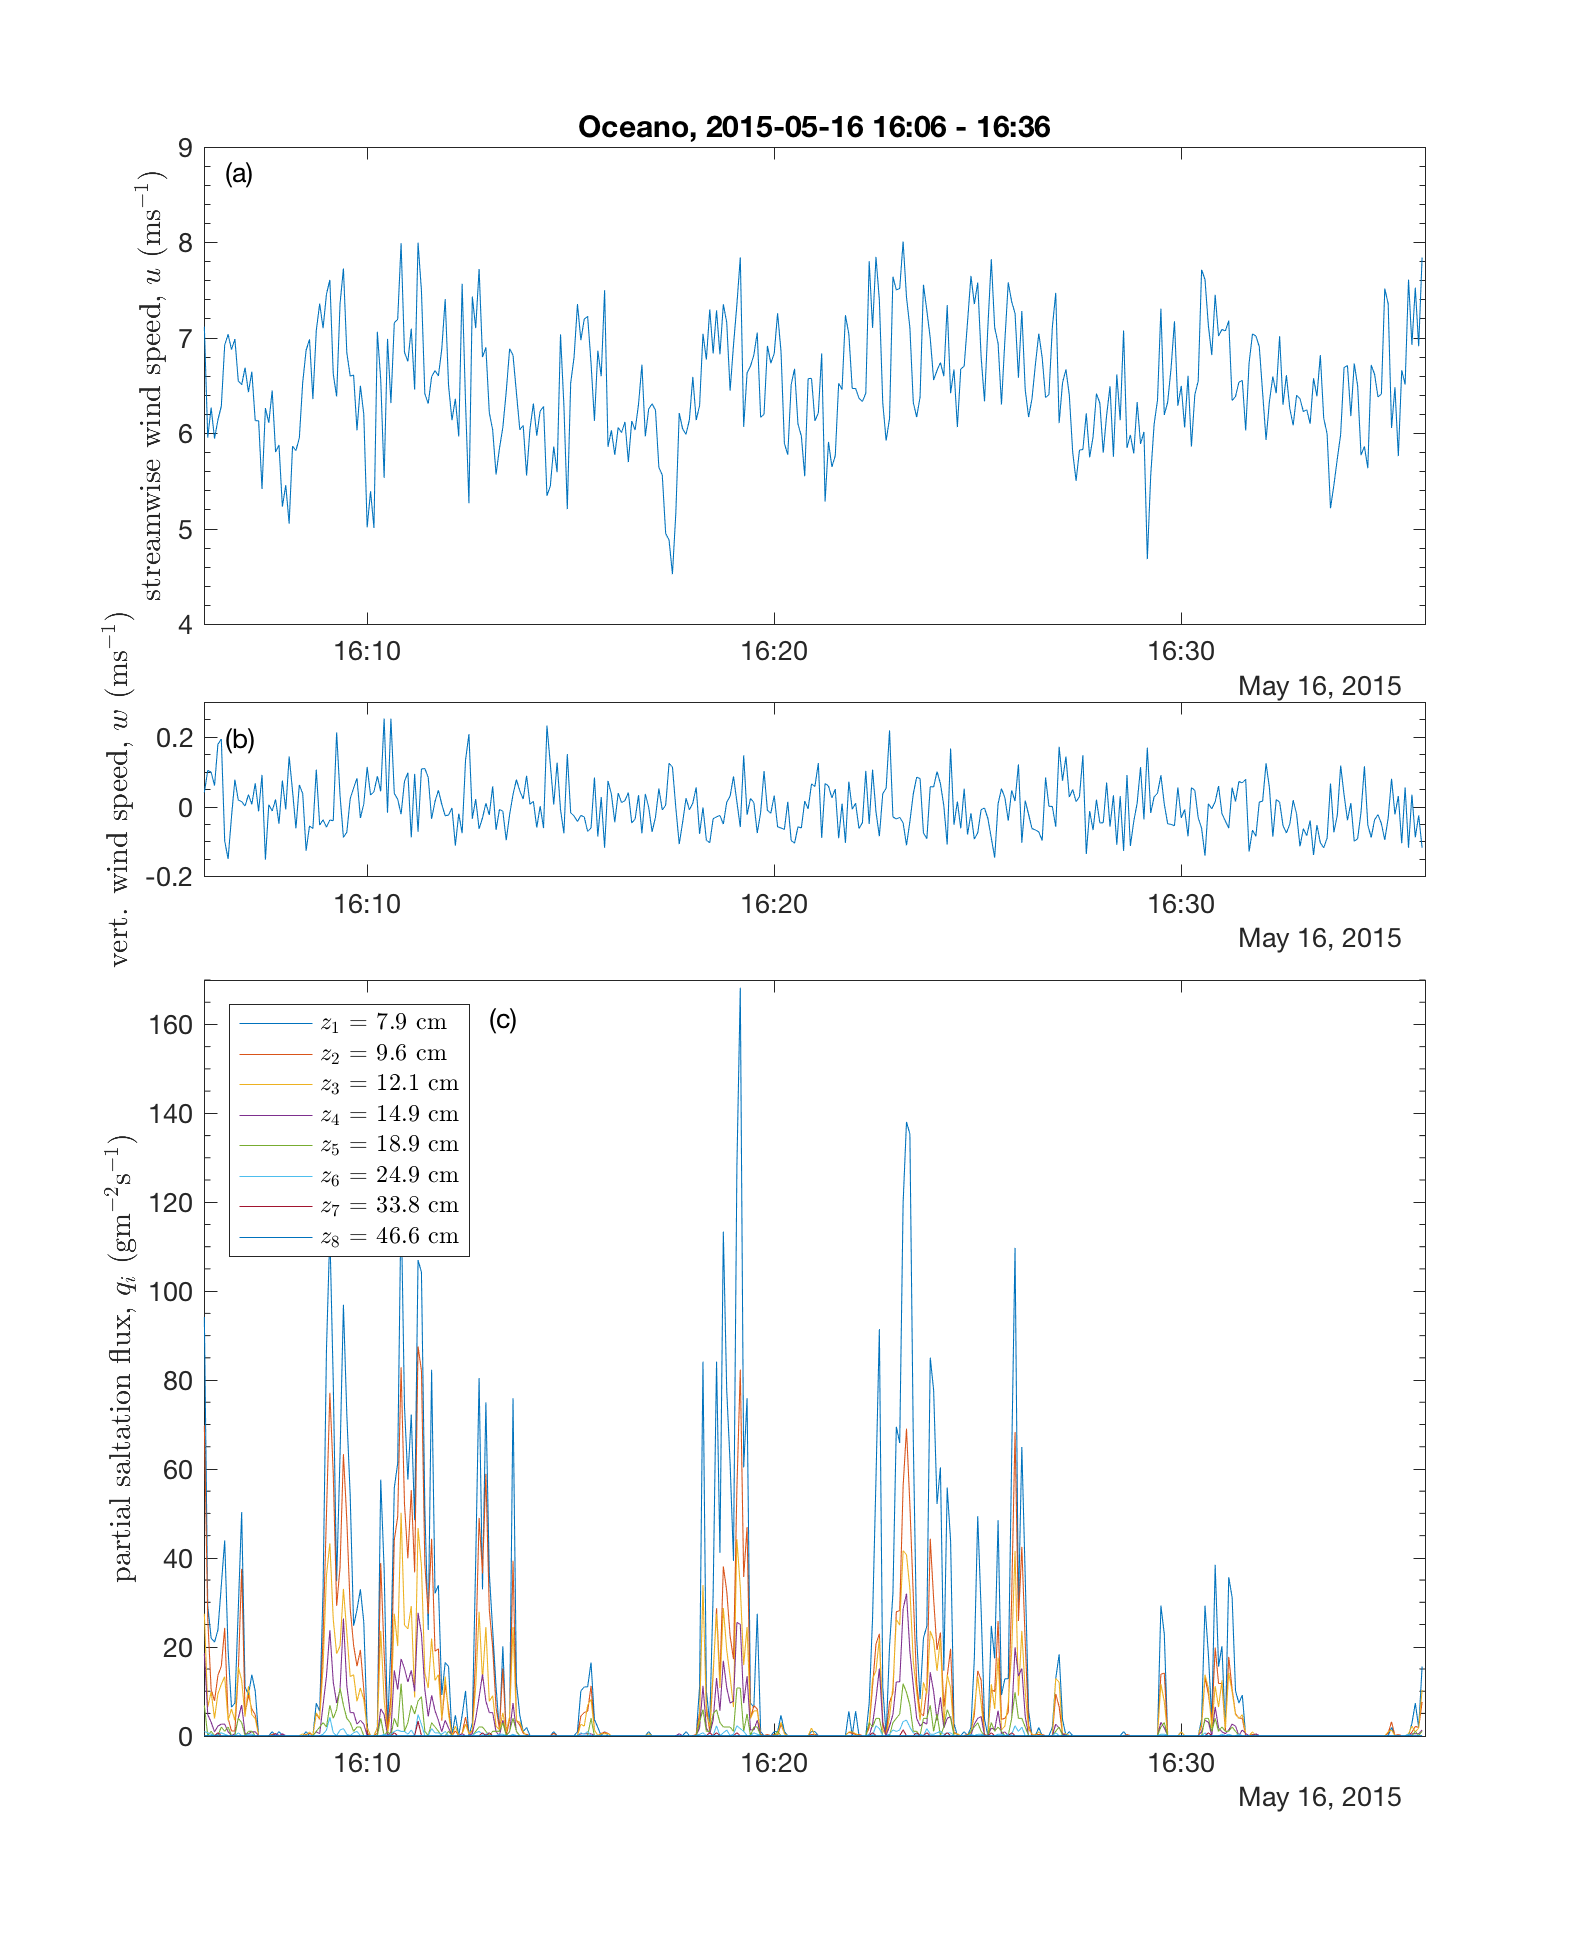 Oceano, 2015-05-16 16:06 - 16:36
(a)
streamwise wind speed, u (ms⁻¹)
9
8
7
6
5
4
16:10 16:20 16:30
May 16, 2015
(b)
vert. wind speed, w (ms⁻¹)
0.2
0
-0.2
16:10 16:20 16:30
May 16, 2015
(c)
partial saltation flux, qᵢ (gm⁻²s⁻¹)
160
140
120
100
80
60
40
20
0
z₁ = 7.9 cm
z₂ = 9.6 cm
z₃ = 12.1 cm
z₄ = 14.9 cm
z₅ = 18.9 cm
z₆ = 24.9 cm
z₇ = 33.8 cm
z₈ = 46.6 cm
16:10 16:20 16:30
May 16, 2015